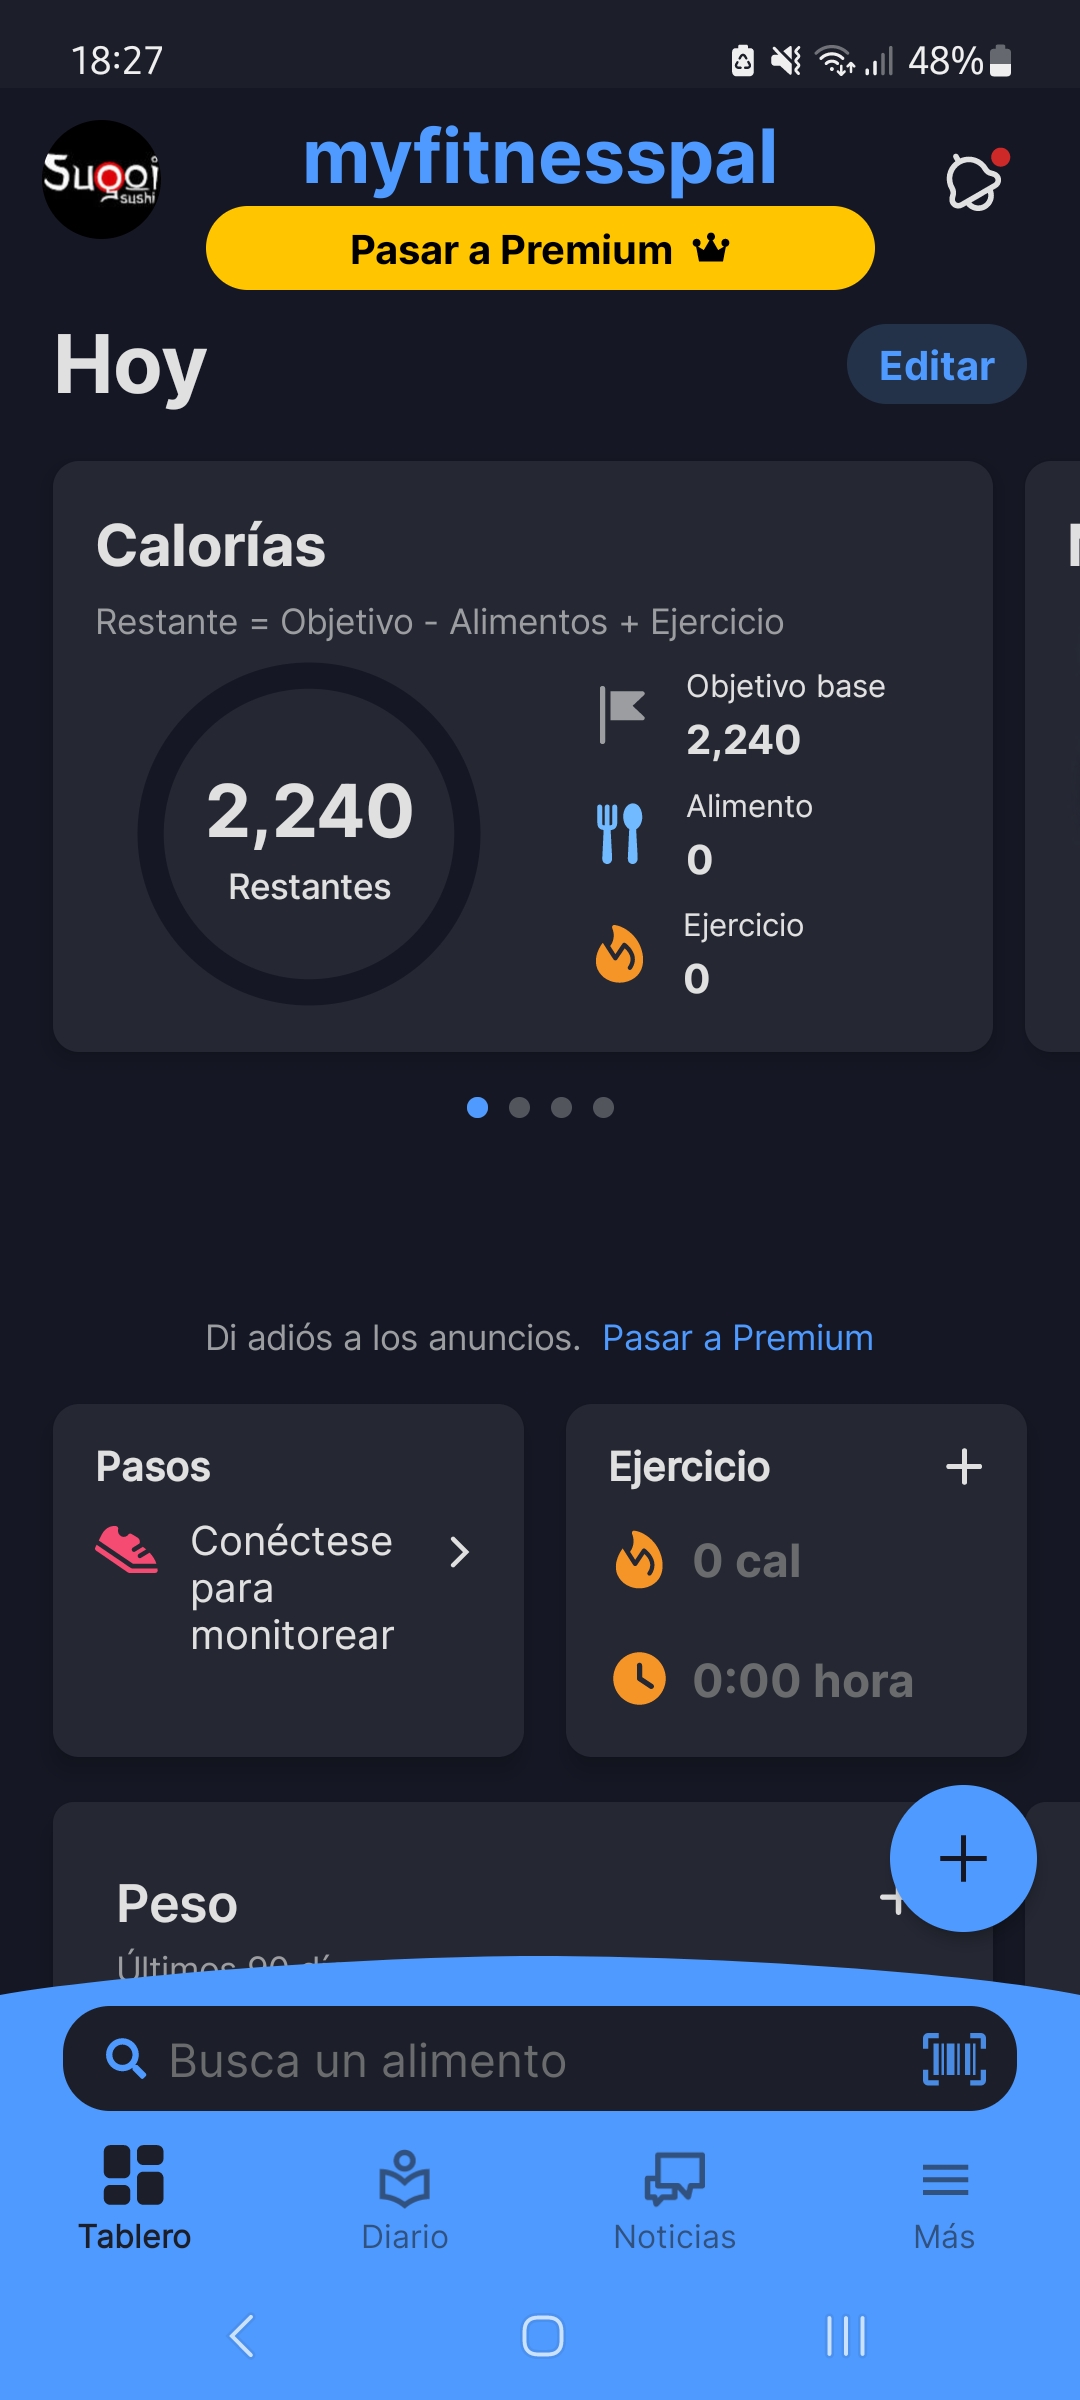 18:27
48%
Sugoi
sushi
myfitnesspal
Pasar a Premium
Hoy
Editar
Calorías
Restante = Objetivo - Alimentos + Ejercicio
2,240
Restantes
Objetivo base
2,240
Alimento
0
Ejercicio
0
Di adiós a los anuncios. Pasar a Premium
Pasos
Conéctese
para
monitorear
Ejercicio
0 cal
0:00 hora
Peso
Últimos 90 dí
Busca un alimento
Tablero
Diario
Noticias
Más